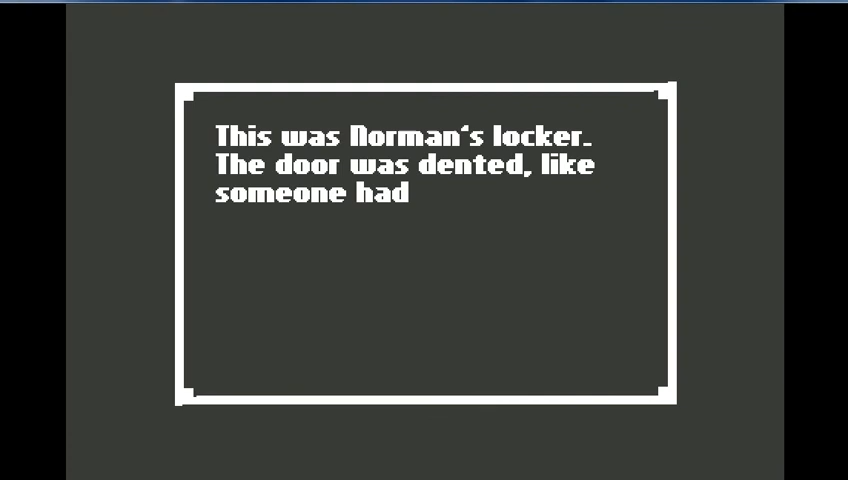 This was Norman's locker.
The door was dented, like
someone had